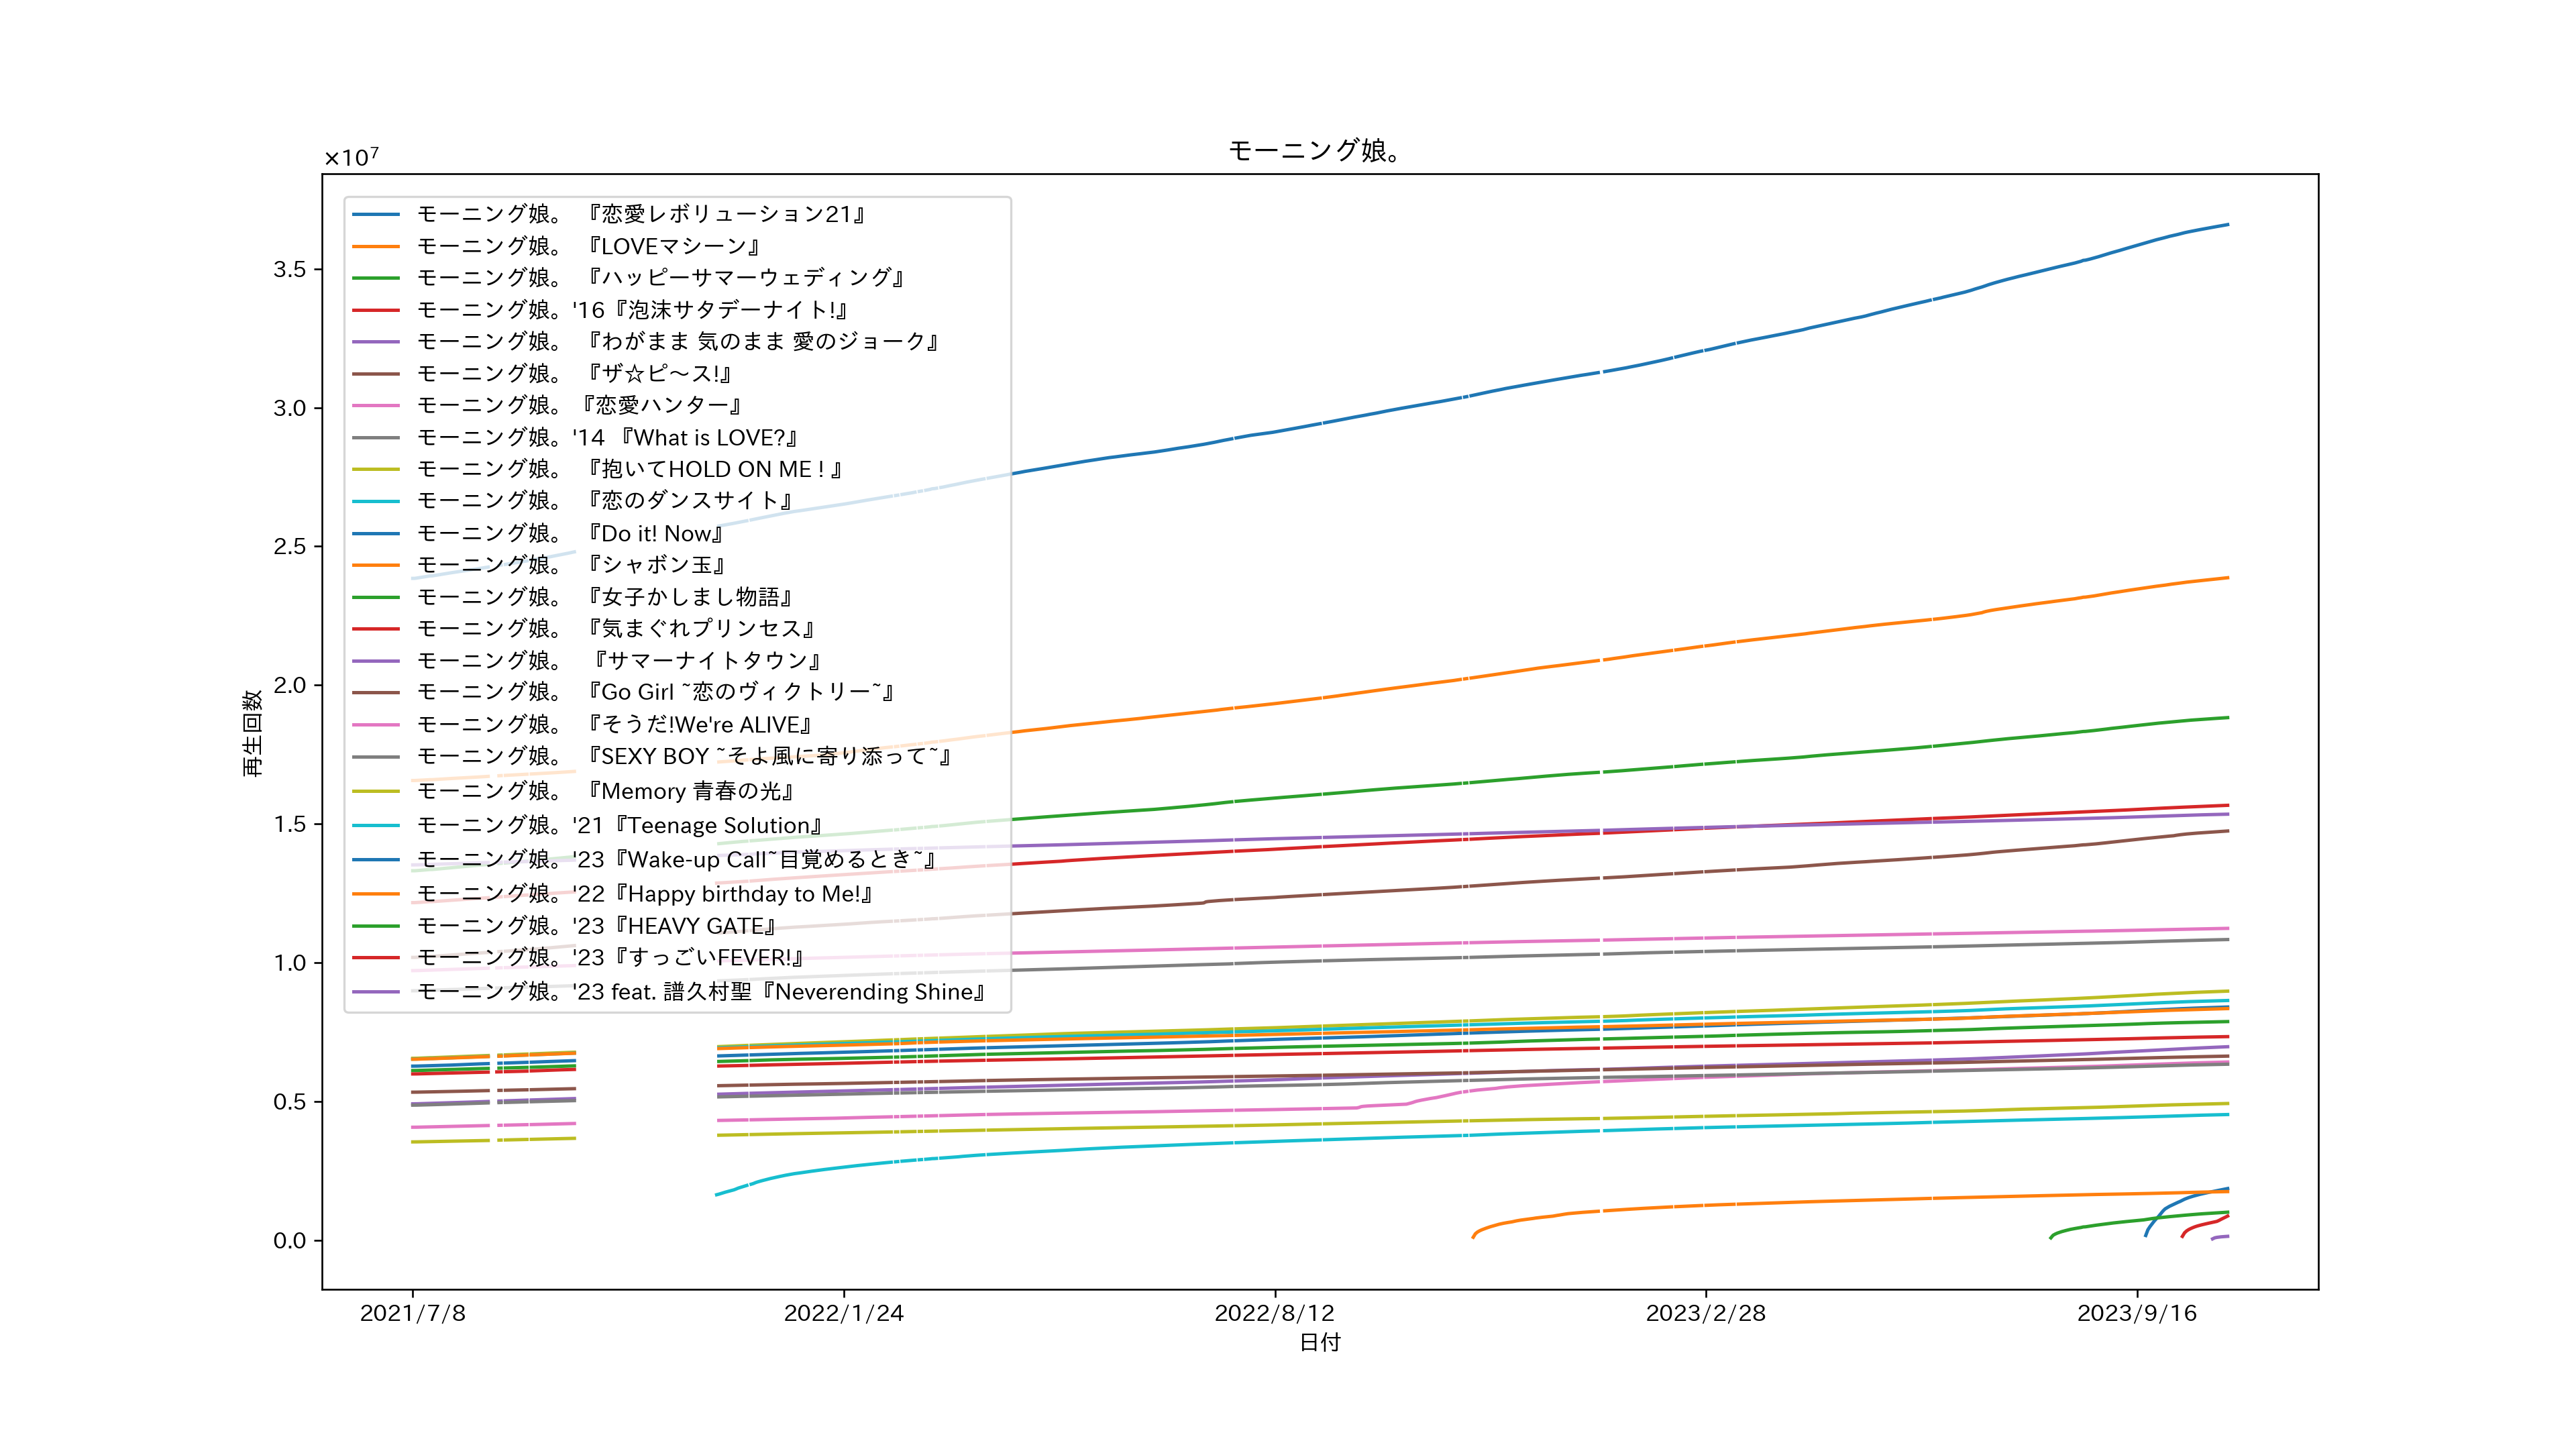 モーニング娘。
×10⁷
モーニング娘。 『恋愛レボリューション21』
モーニング娘。 『LOVEマシーン』
モーニング娘。 『ハッピーサマーウェディング』
モーニング娘。'16『泡沫サタデーナイト!』
モーニング娘。 『わがまま 気のまま 愛のジョーク』
モーニング娘。 『ザ☆ピ〜ス!』
モーニング娘。『恋愛ハンター』
モーニング娘。'14 『What is LOVE?』
モーニング娘。 『抱いてHOLD ON ME ! 』
モーニング娘。 『恋のダンスサイト』
モーニング娘。 『Do it! Now』
モーニング娘。 『シャボン玉』
モーニング娘。 『女子かしまし物語』
モーニング娘。 『気まぐれプリンセス』
モーニング娘。  『サマーナイトタウン』
モーニング娘。 『Go Girl ~恋のヴィクトリー~』
モーニング娘。 『そうだ!We're ALIVE』
モーニング娘。 『SEXY BOY ~そよ風に寄り添って~』
モーニング娘。 『Memory 青春の光』
モーニング娘。'21『Teenage Solution』
モーニング娘。'23『Wake-up Call~目覚めるとき~』
モーニング娘。'22『Happy birthday to Me!』
モーニング娘。'23『HEAVY GATE』
モーニング娘。'23『すっごいFEVER!』
モーニング娘。'23 feat. 譜久村聖『Neverending Shine』
3.5
3.0
2.5
2.0
1.5
1.0
0.5
0.0
再生回数
2021/7/8
2022/1/24
2022/8/12
2023/2/28
2023/9/16
日付